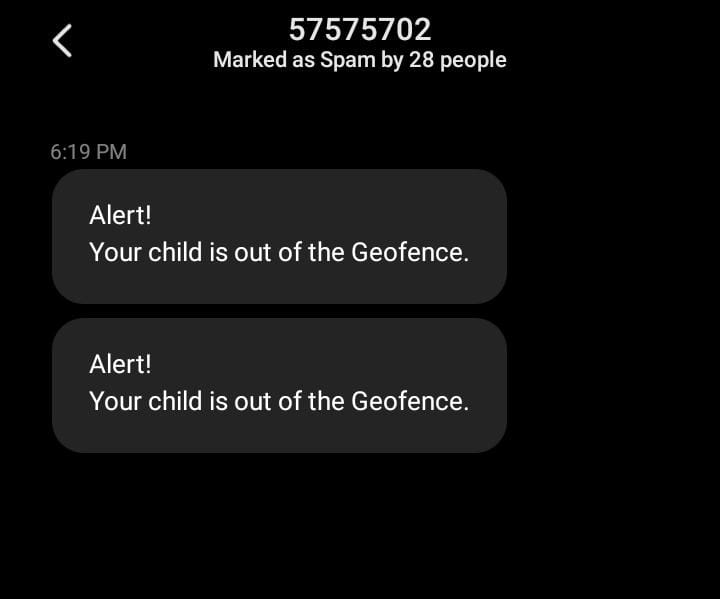 57575702
Marked as Spam by 28 people
6:19 PM
Alert!
Your child is out of the Geofence.
Alert!
Your child is out of the Geofence.